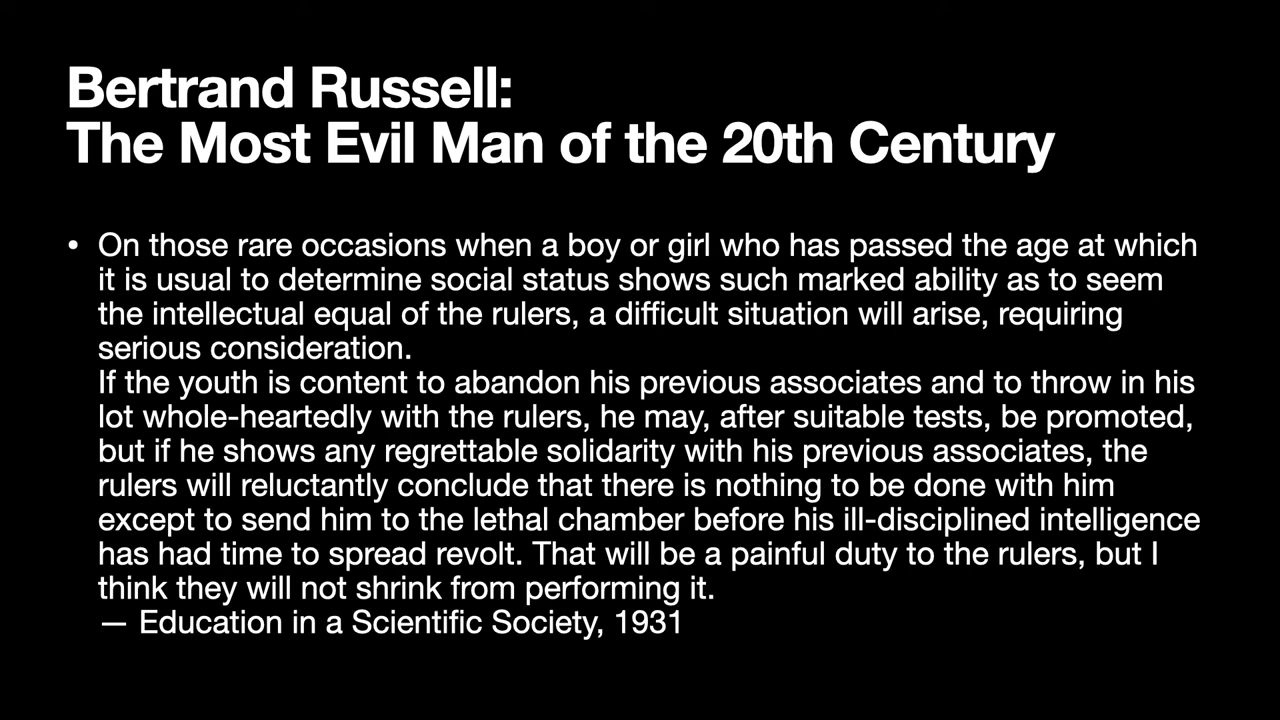 Bertrand Russell:
The Most Evil Man of the 20th Century
• On those rare occasions when a boy or girl who has passed the age at which
it is usual to determine social status shows such marked ability as to seem
the intellectual equal of the rulers, a difficult situation will arise, requiring
serious consideration.
If the youth is content to abandon his previous associates and to throw in his
lot whole-heartedly with the rulers, he may, after suitable tests, be promoted,
but if he shows any regrettable solidarity with his previous associates, the
rulers will reluctantly conclude that there is nothing to be done with him
except to send him to the lethal chamber before his ill-disciplined intelligence
has had time to spread revolt. That will be a painful duty to the rulers, but I
think they will not shrink from performing it.
— Education in a Scientific Society, 1931